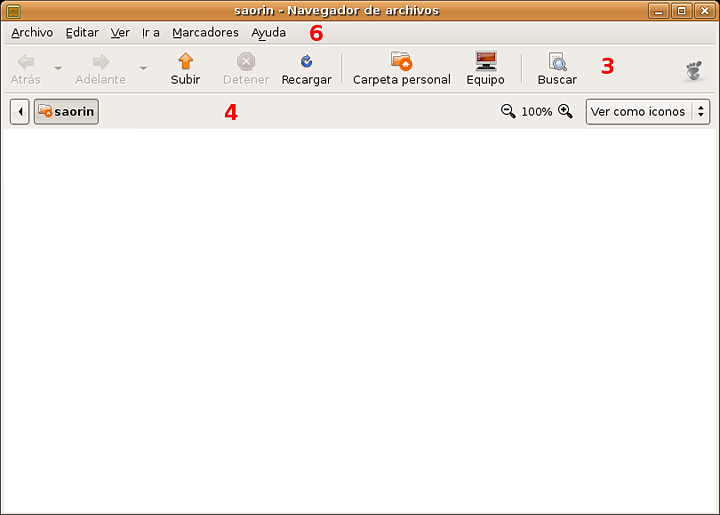 saorin - Navegador de archivos
Archivo Editar Ver Ir a Marcadores Ayuda 6
Atrás Adelante Subir Detener Recargar Carpeta personal Equipo Buscar 3
saorin 4 100% Ver como iconos